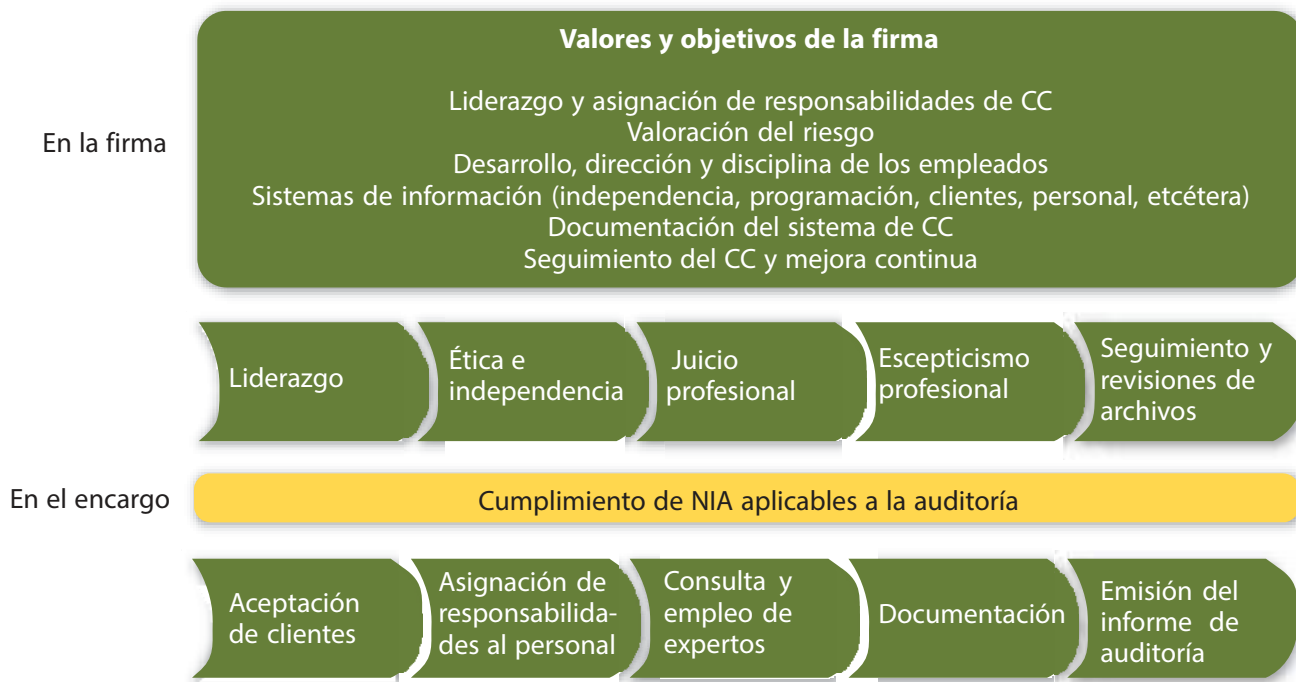 Valores y objetivos de la firma
En la firma
Liderazgo y asignación de responsabilidades de CC
Valoración del riesgo
Desarrollo, dirección y disciplina de los empleados
Sistemas de información (independencia, programación, clientes, personal, etcétera)
Documentación del sistema de CC
Seguimiento del CC y mejora continua
Liderazgo
Ética e
independencia
Juicio
profesional
Escepticismo
profesional
Seguimiento y
revisiones de
archivos
En el encargo
Cumplimiento de NIA aplicables a la auditoría
Aceptación
de clientes
Asignación de
responsabilida-
des al personal
Consulta y
empleo de
expertos
Documentación
Emisión del
informe de
auditoría